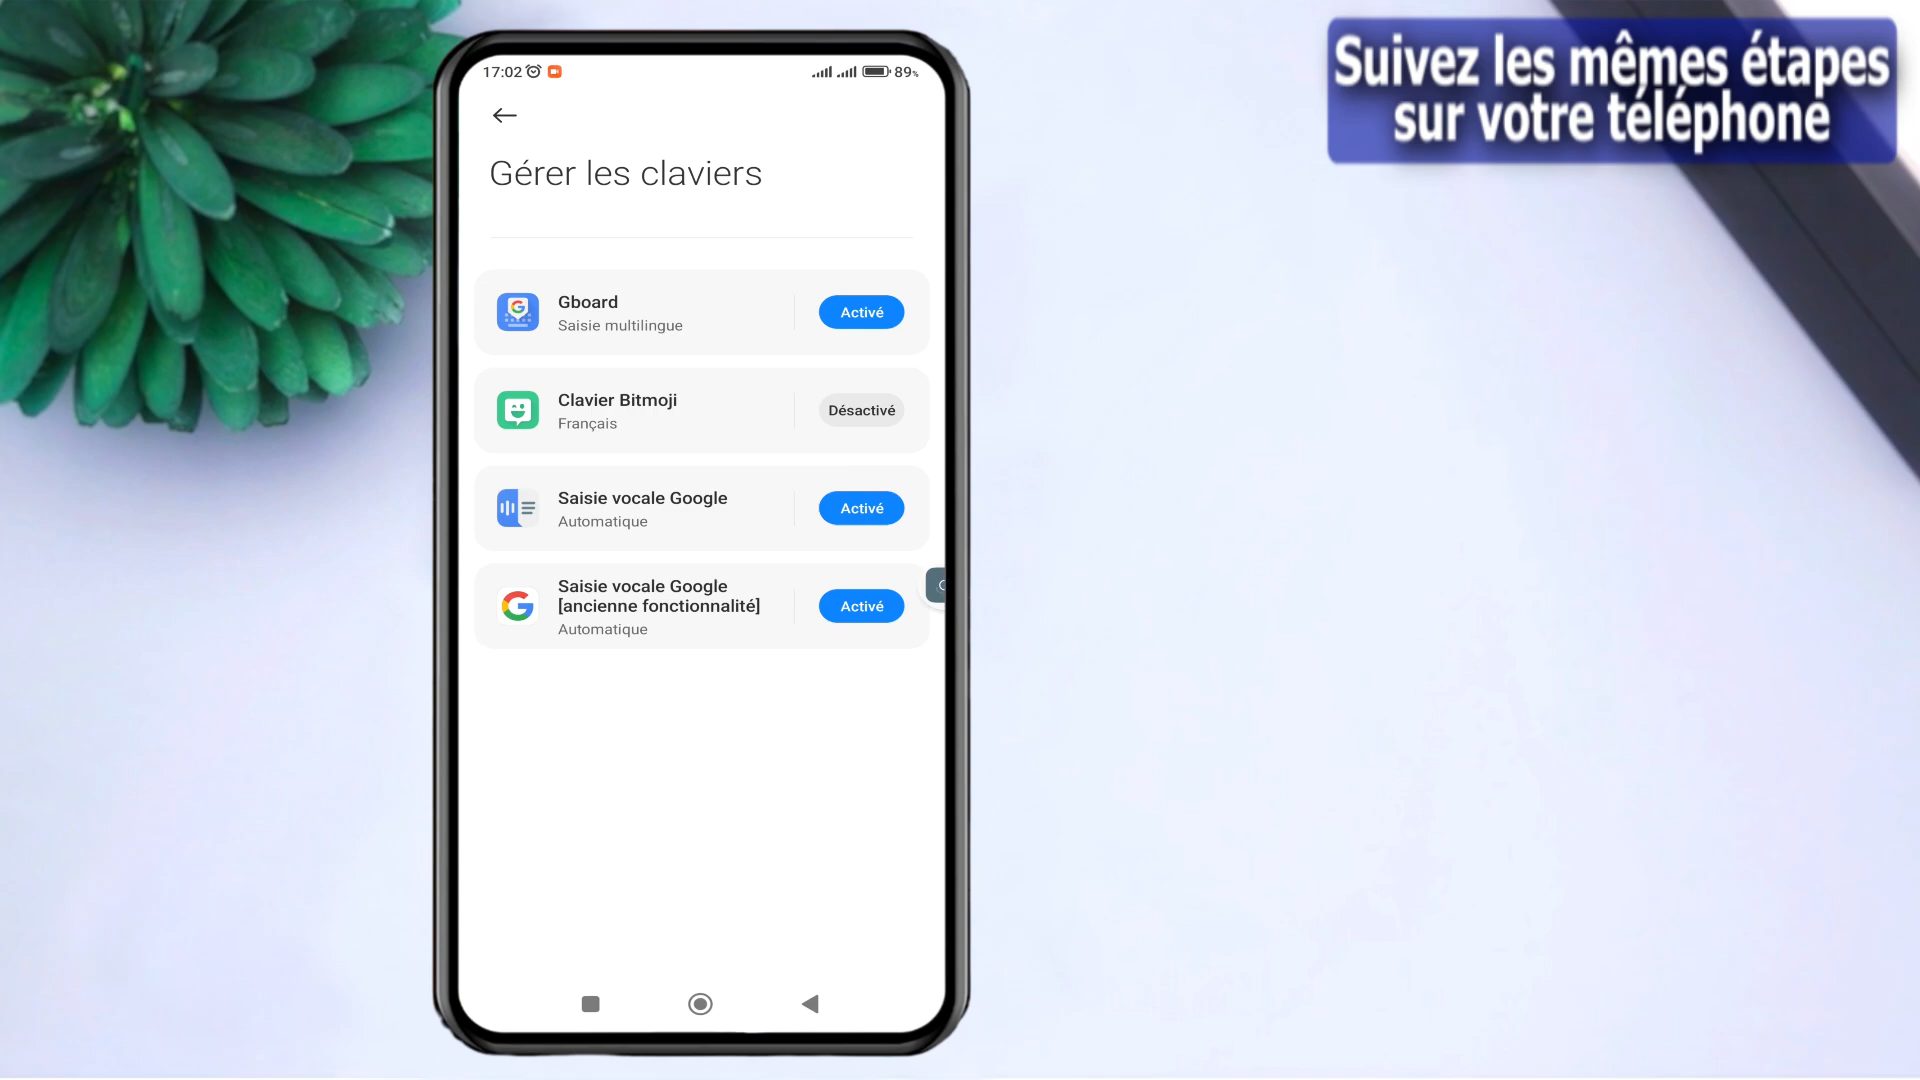 Suivez les mêmes étapes
sur votre téléphone
17:02
89%
Gérer les claviers
Gboard
Saisie multilingue
Activé
Clavier Bitmoji
Français
Désactivé
Saisie vocale Google
Automatique
Activé
Saisie vocale Google
[ancienne fonctionnalité]
Automatique
Activé